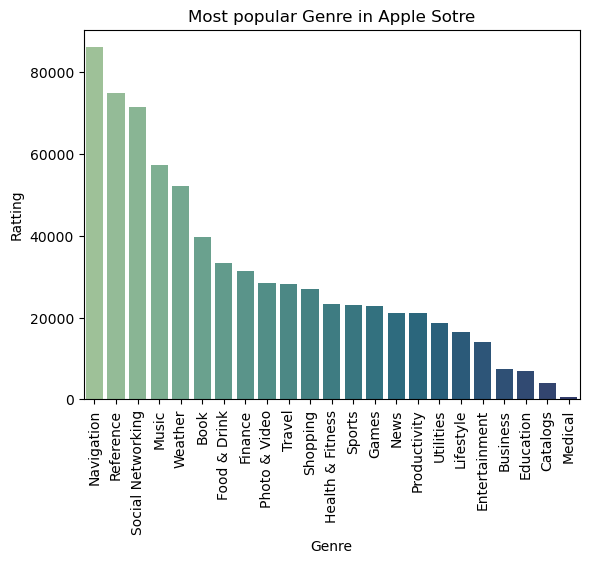 Most popular Genre in Apple Sotre
Ratting
80000
60000
40000
20000
0
Navigation
Reference
Social Networking
Music
Weather
Book
Food & Drink
Finance
Photo & Video
Travel
Shopping
Health & Fitness
Sports
Games
News
Productivity
Utilities
Lifestyle
Entertainment
Business
Education
Catalogs
Medical
Genre